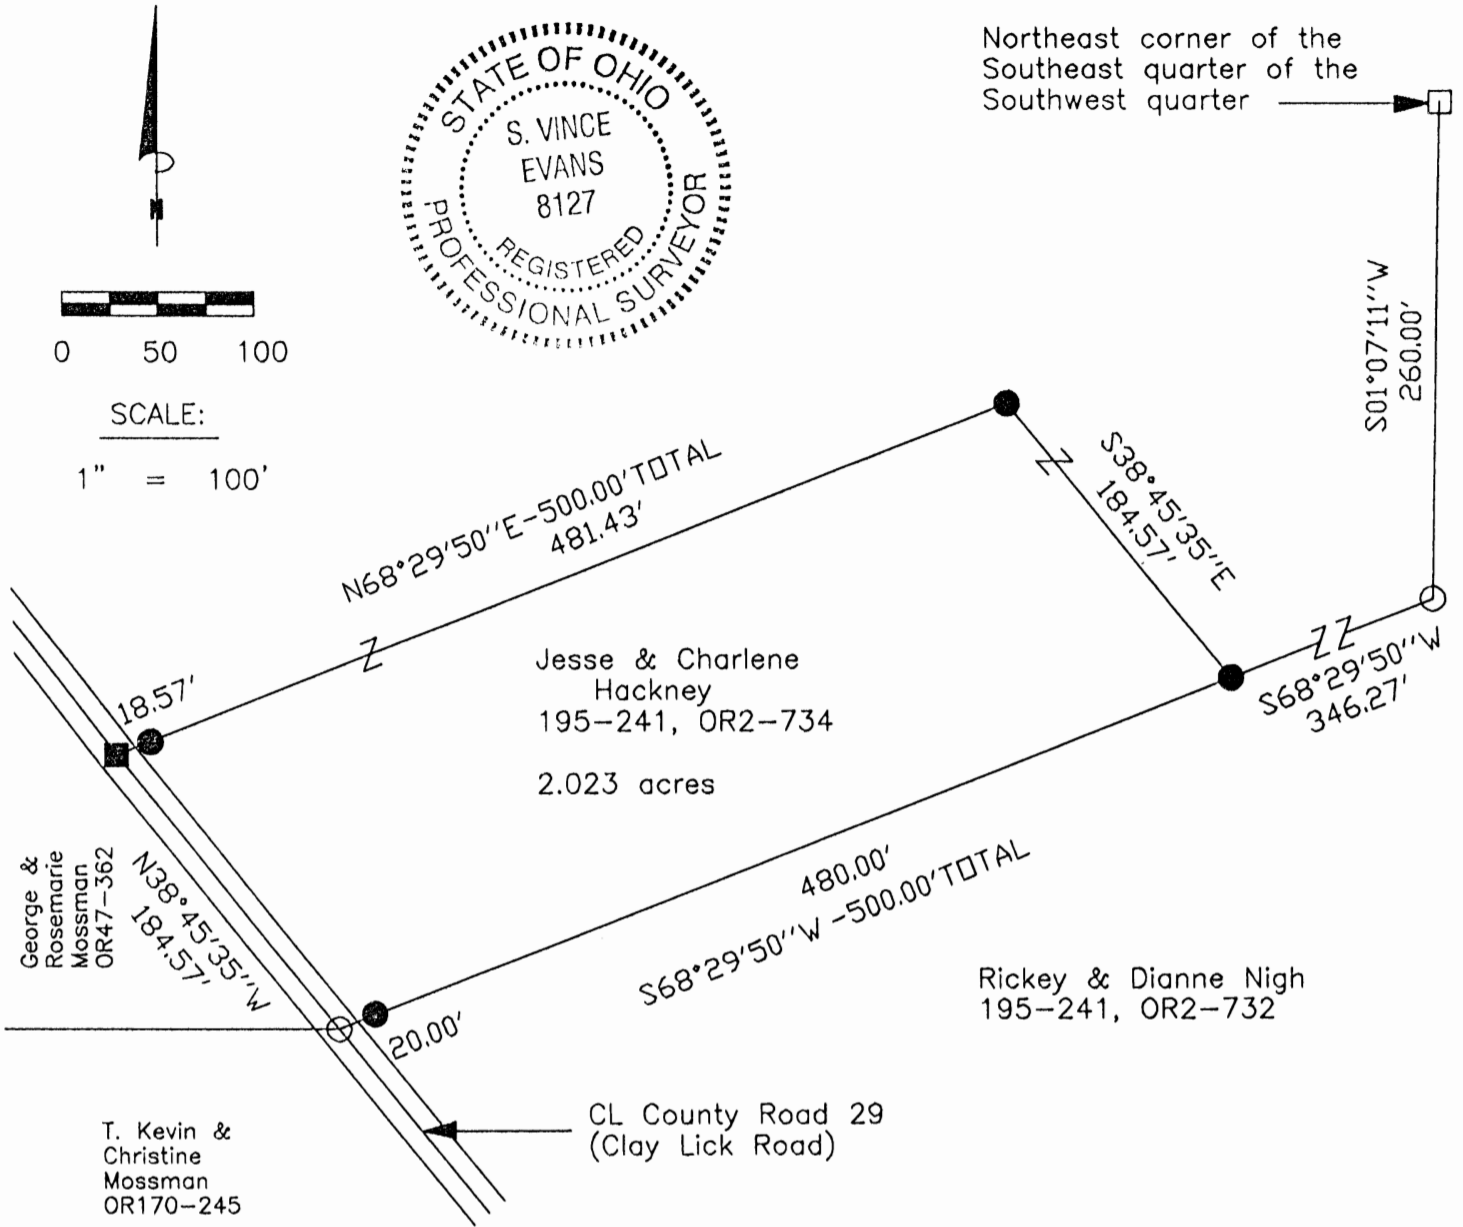 Northeast corner of the
Southeast quarter of the
Southwest quarter
STATE OF OHIO
S. VINCE
EVANS
8127
REGISTERED
PROFESSIONAL SURVEYOR
N
0 50 100
SCALE:
1" = 100'
S01°07'11"W
260.00'
N68°29'50"E-500.00'TOTAL
481.43'
S38°45'35"E
184.57'
S68°29'50"W
346.27'
18.57'
Jesse & Charlene
Hackney
195-241, OR2-734
2.023 acres
George &
Rosemarie
Mossman
OR47-362
N38°45'35"W
184.57'
480.00'
S68°29'50"W -500.00'TOTAL
20.00'
Rickey & Dianne Nigh
195-241, OR2-732
CL County Road 29
(Clay Lick Road)
T. Kevin &
Christine
Mossman
OR170-245